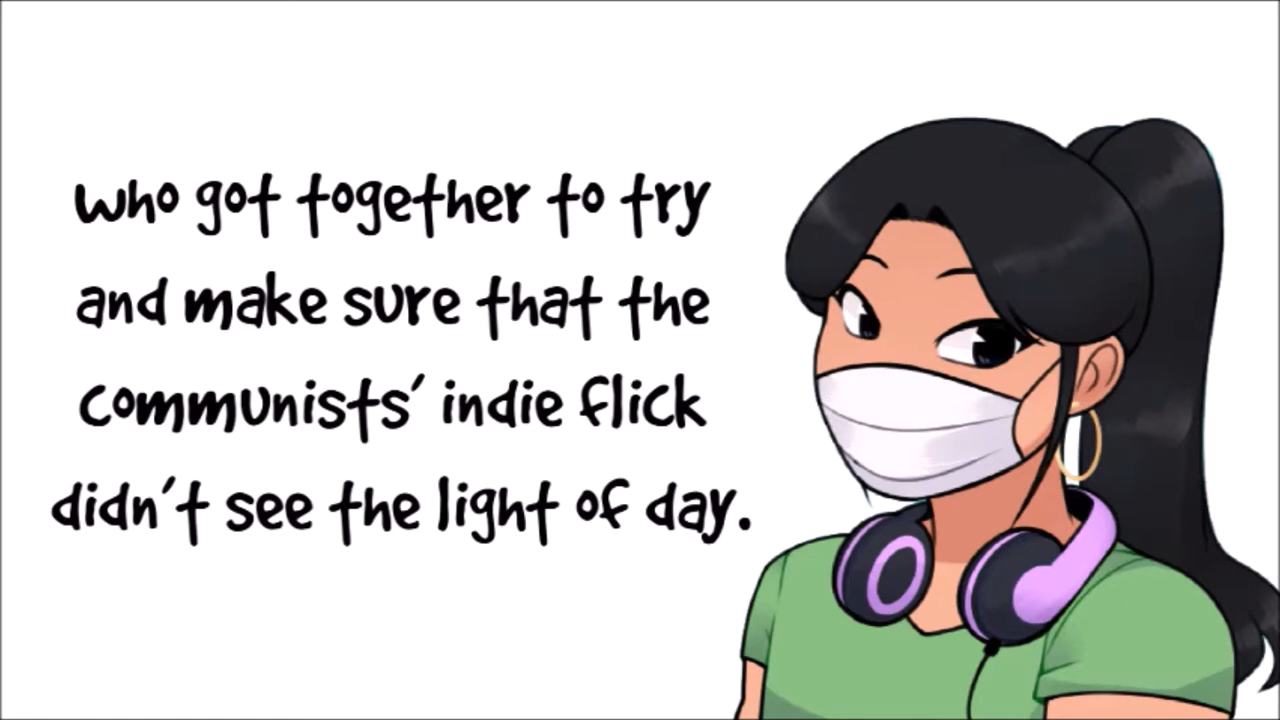 who got together to try
and make sure that the
communists' indie flick
didn't see the light of day.